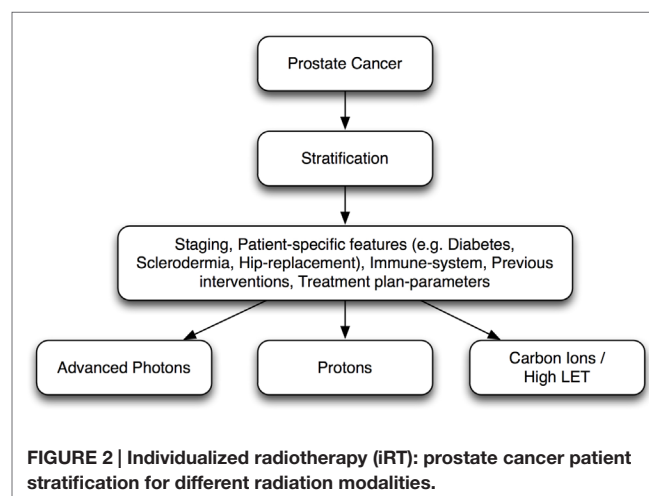 Prostate Cancer
Stratification
Staging, Patient-specific features (e.g. Diabetes,
Sclerodermia, Hip-replacement), Immune-system, Previous
interventions, Treatment plan-parameters
Advanced Photons
Protons
Carbon Ions /
High LET
FIGURE 2 | Individualized radiotherapy (iRT): prostate cancer patient
stratification for different radiation modalities.